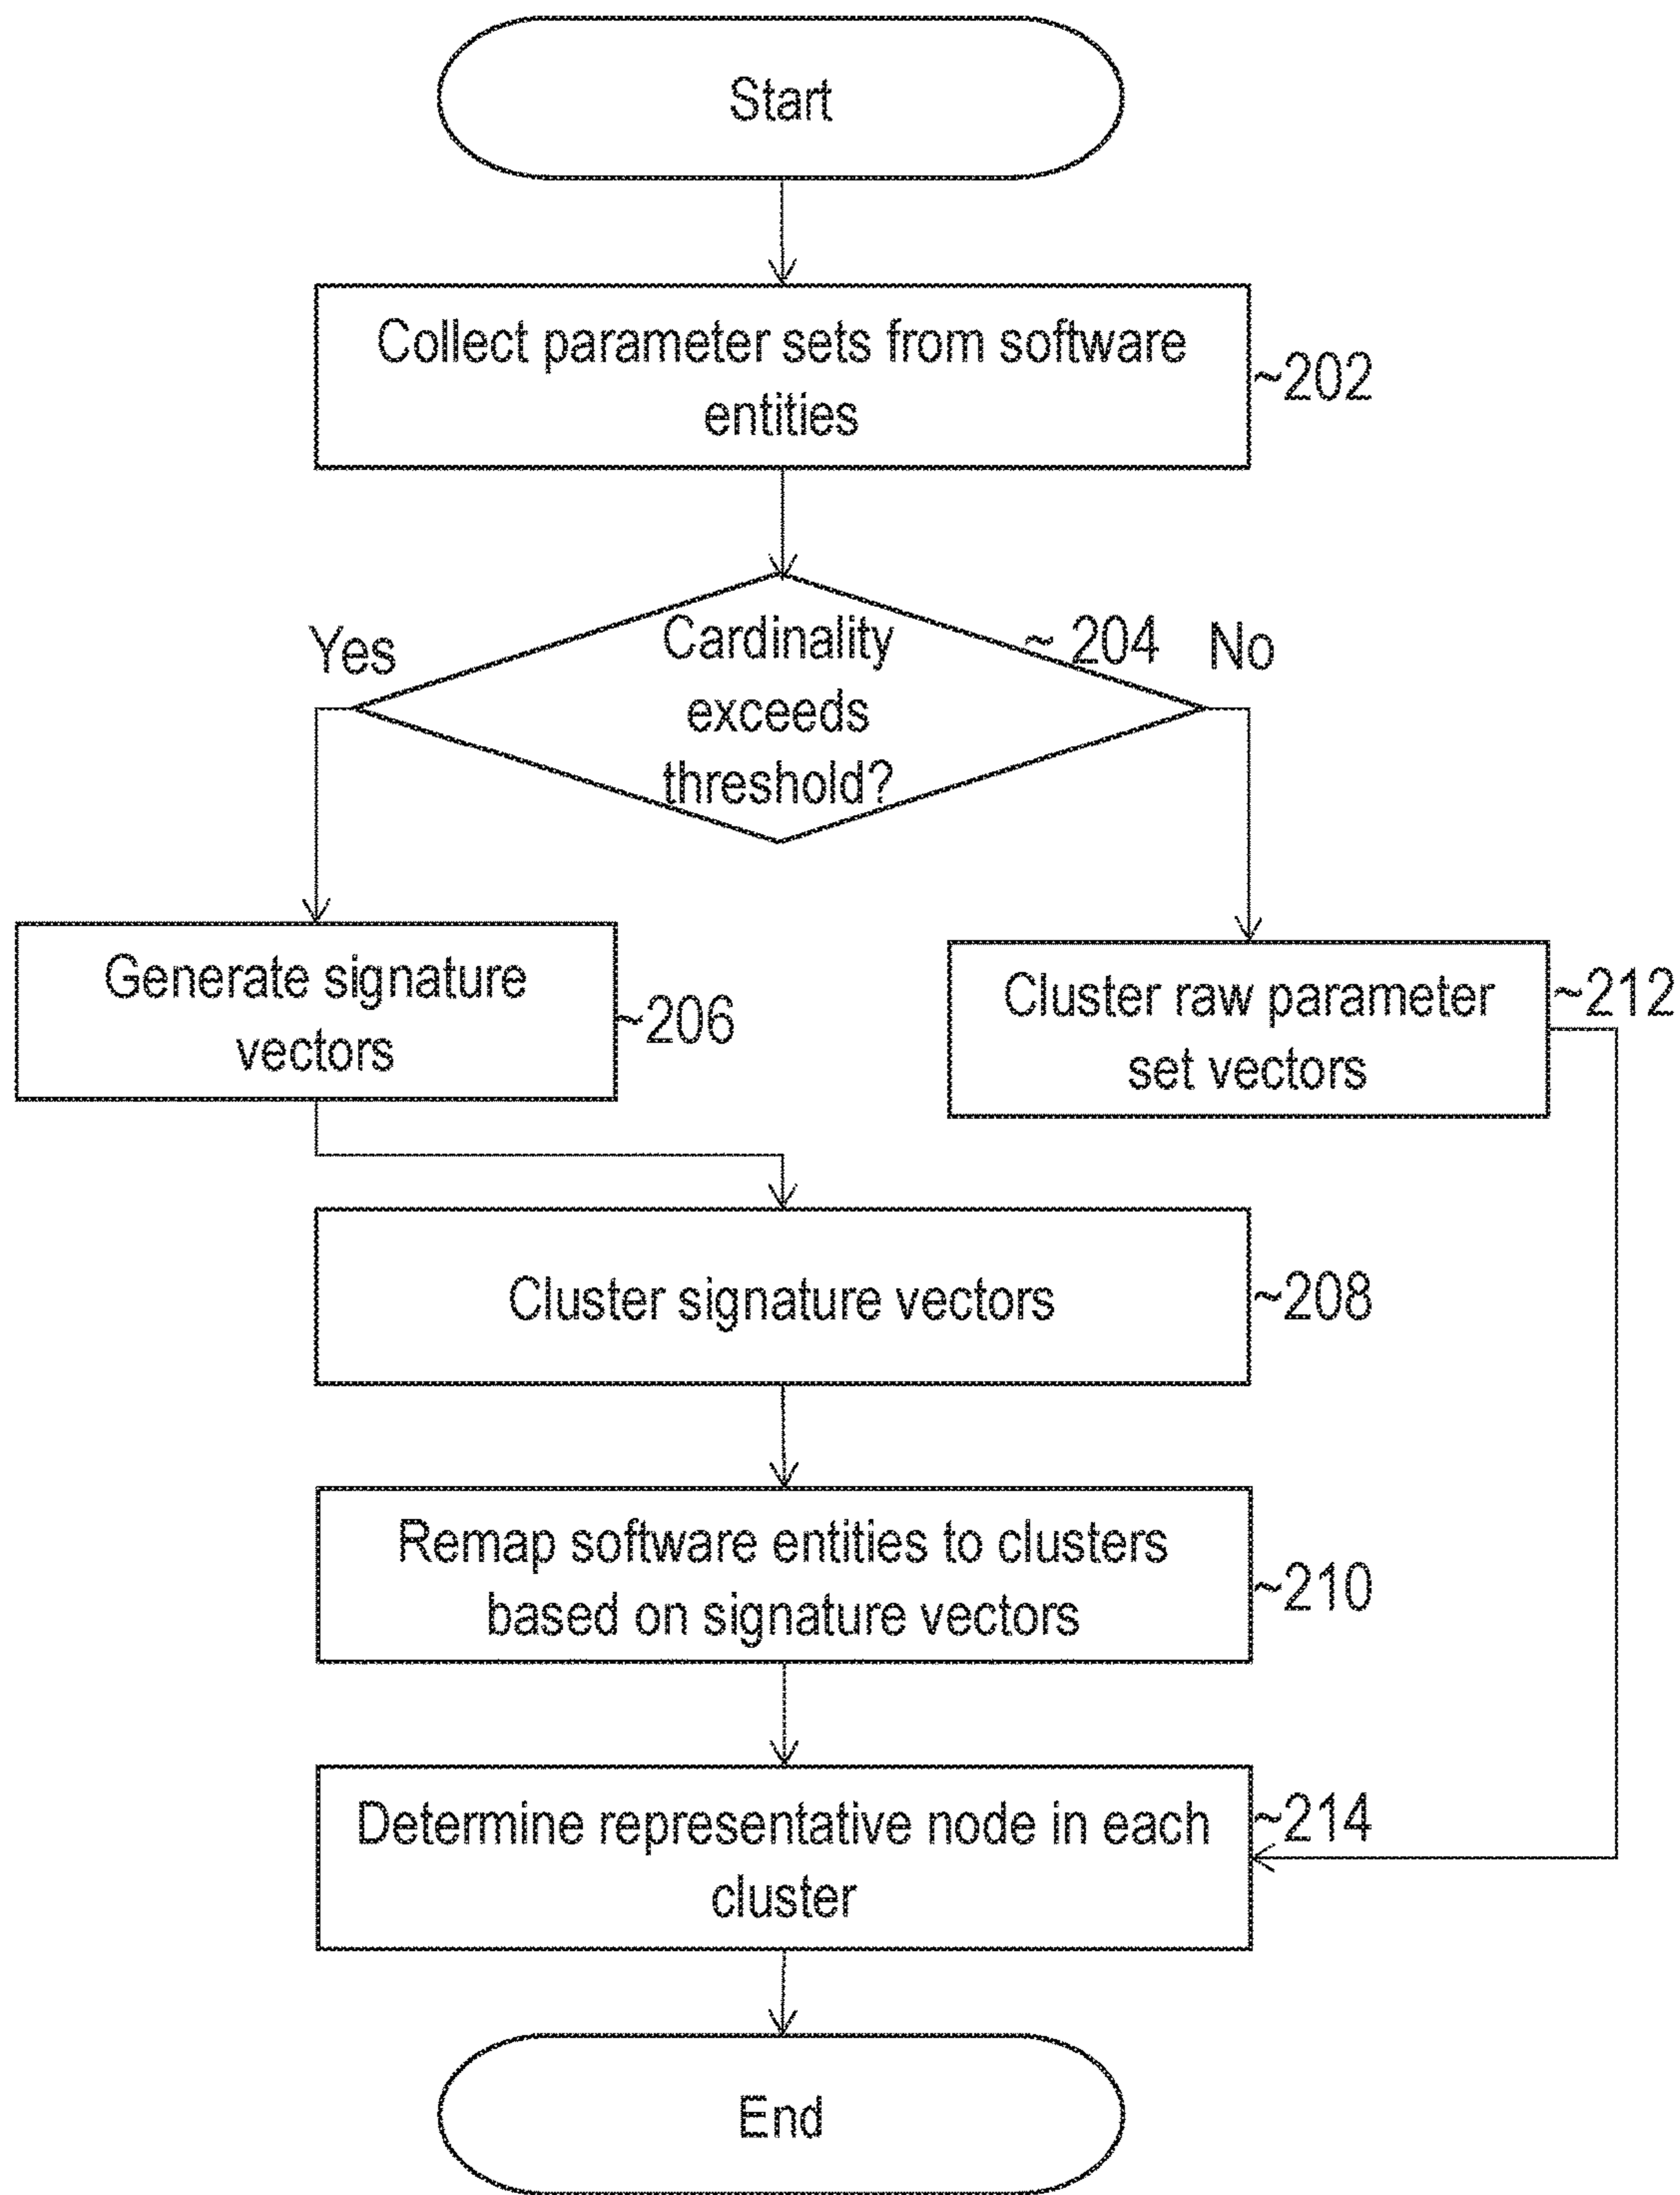 Start
Collect parameter sets from software
entities
~202
Yes
Cardinality
exceeds
threshold?
~ 204
No
Generate signature
vectors
~206
Cluster raw parameter
set vectors
~212
Cluster signature vectors
~208
Remap software entities to clusters
based on signature vectors
~210
Determine representative node in each
cluster
~214
End